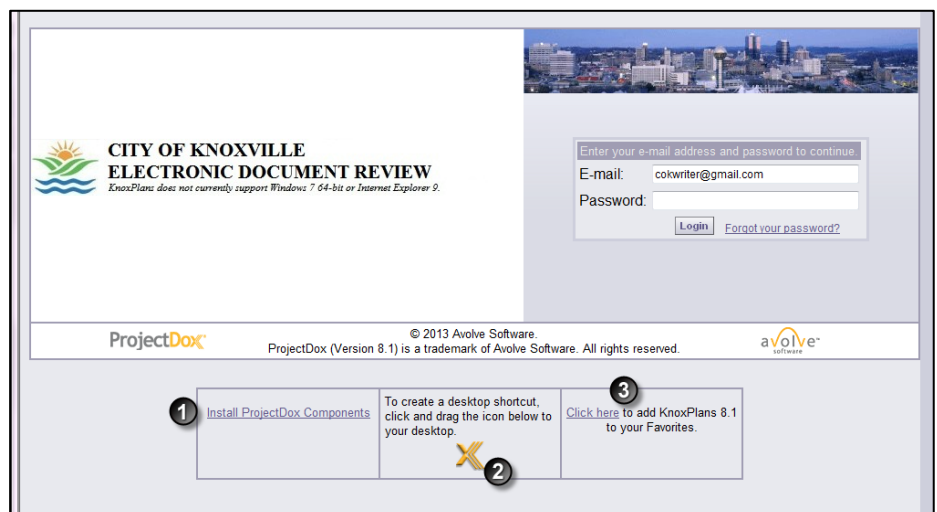 CITY OF KNOXVILLE
ELECTRONIC DOCUMENT REVIEW
KnoxPlans does not currently support Windows 7 64-bit or Internet Explorer 9.
Enter your e-mail address and password to continue.
E-mail: cokwriter@gmail.com
Password:
Login Forgot your password?
ProjectDox
© 2013 Avolve Software.
ProjectDox (Version 8.1) is a trademark of Avolve Software. All rights reserved.
avolve
software
1
Install ProjectDox Components
To create a desktop shortcut,
click and drag the icon below to
your desktop.
2
3
Click here to add KnoxPlans 8.1
to your Favorites.